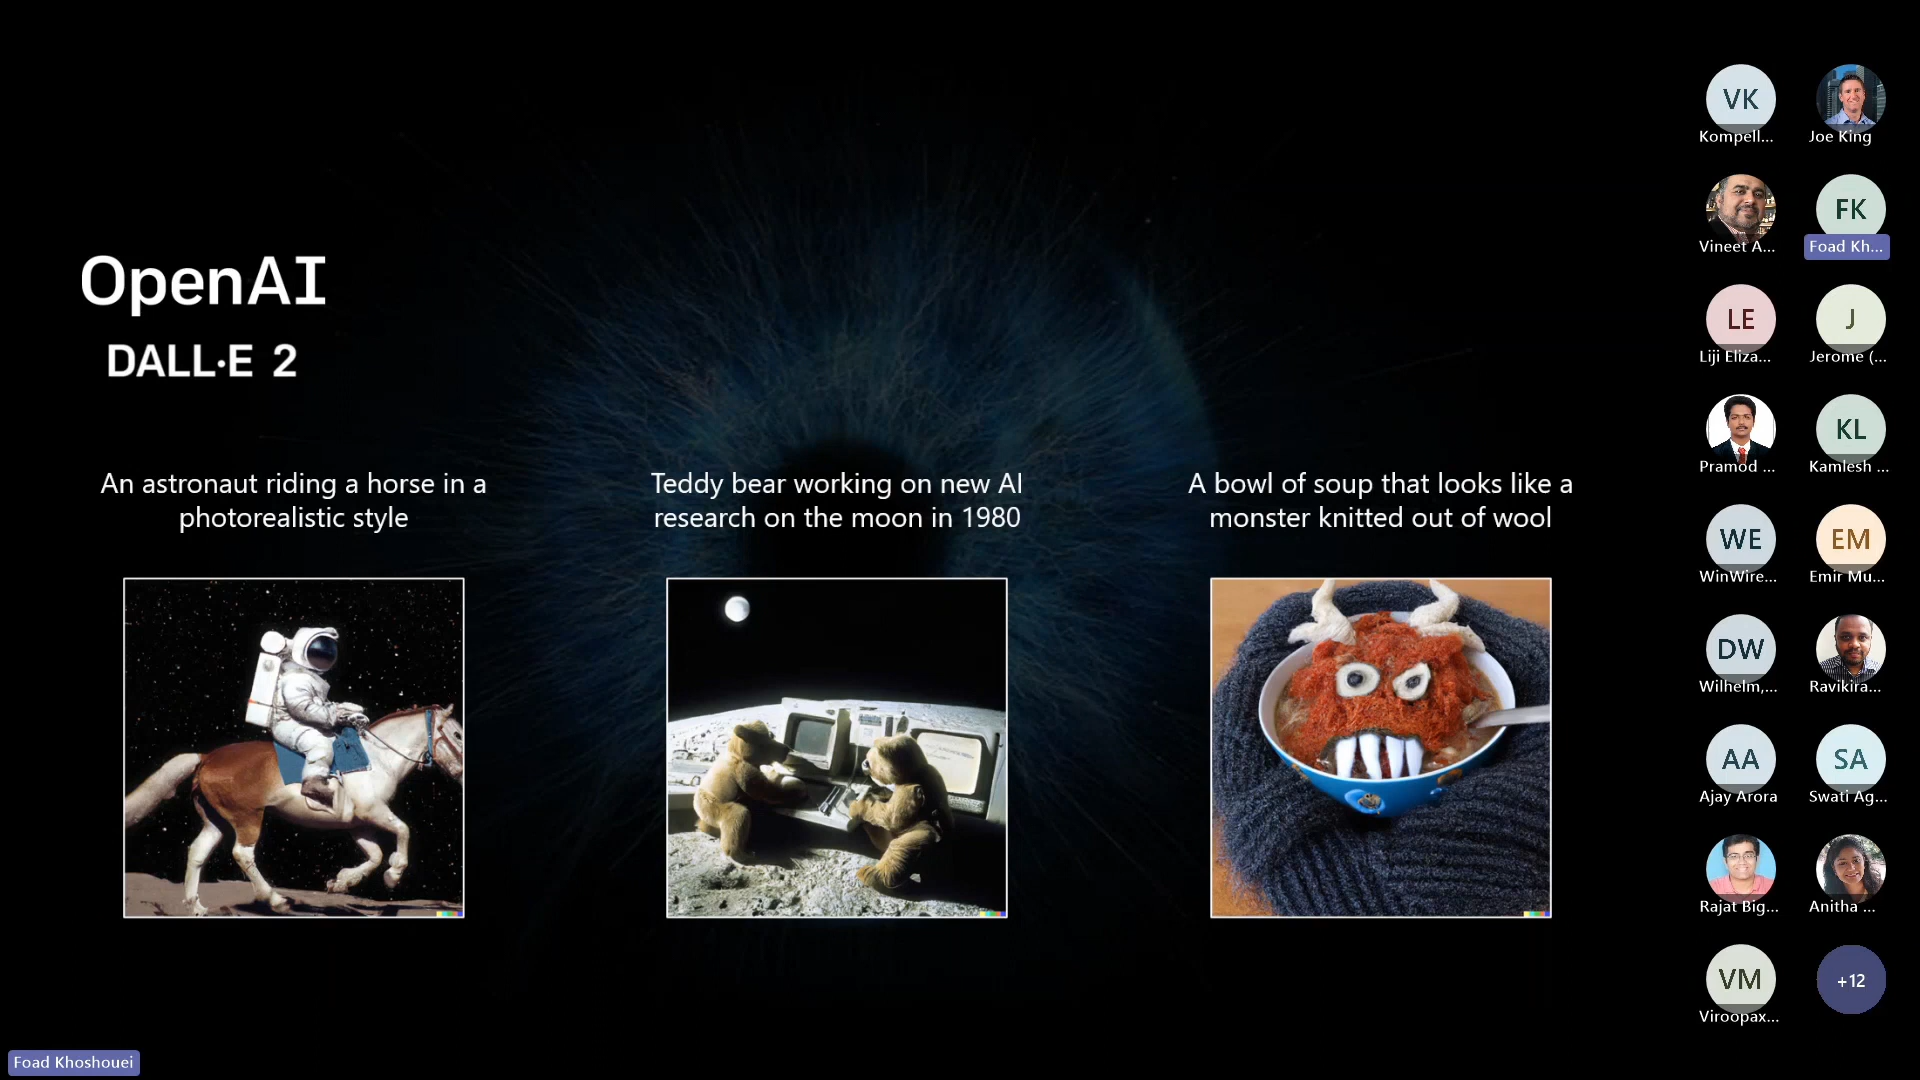 OpenAI
DALL·E 2
An astronaut riding a horse in a
photorealistic style
Teddy bear working on new AI
research on the moon in 1980
A bowl of soup that looks like a
monster knitted out of wool
VK
Kompell...
Joe King
Vineet A...
FK
Foad Kh...
LE
Liji Eliza...
J
Jerome (...
Pramod ...
KL
Kamlesh ...
WE
WinWire...
EM
Emir Mu...
DW
Wilhelm,...
Ravikira...
AA
Ajay Arora
SA
Swati Ag...
Rajat Big...
Anitha ...
VM
Viroopax...
+12
Foad Khoshouei